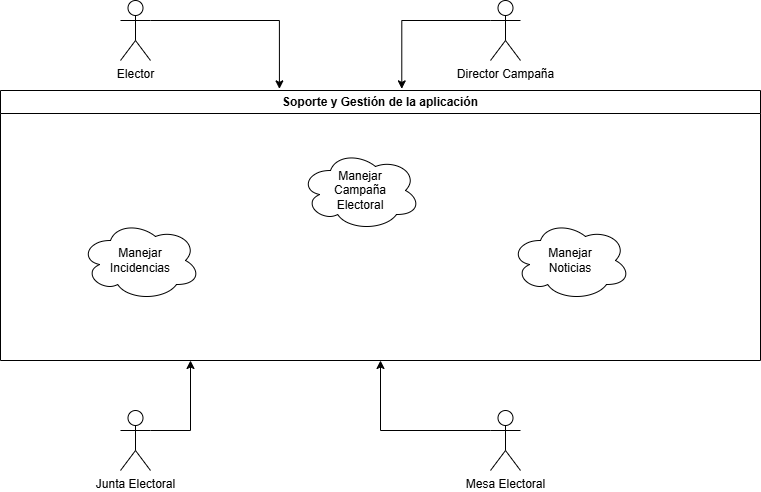 Elector
Director Campaña
Soporte y Gestión de la aplicación
Manejar
Campaña
Electoral
Manejar
Incidencias
Manejar
Noticias
Junta Electoral
Mesa Electoral